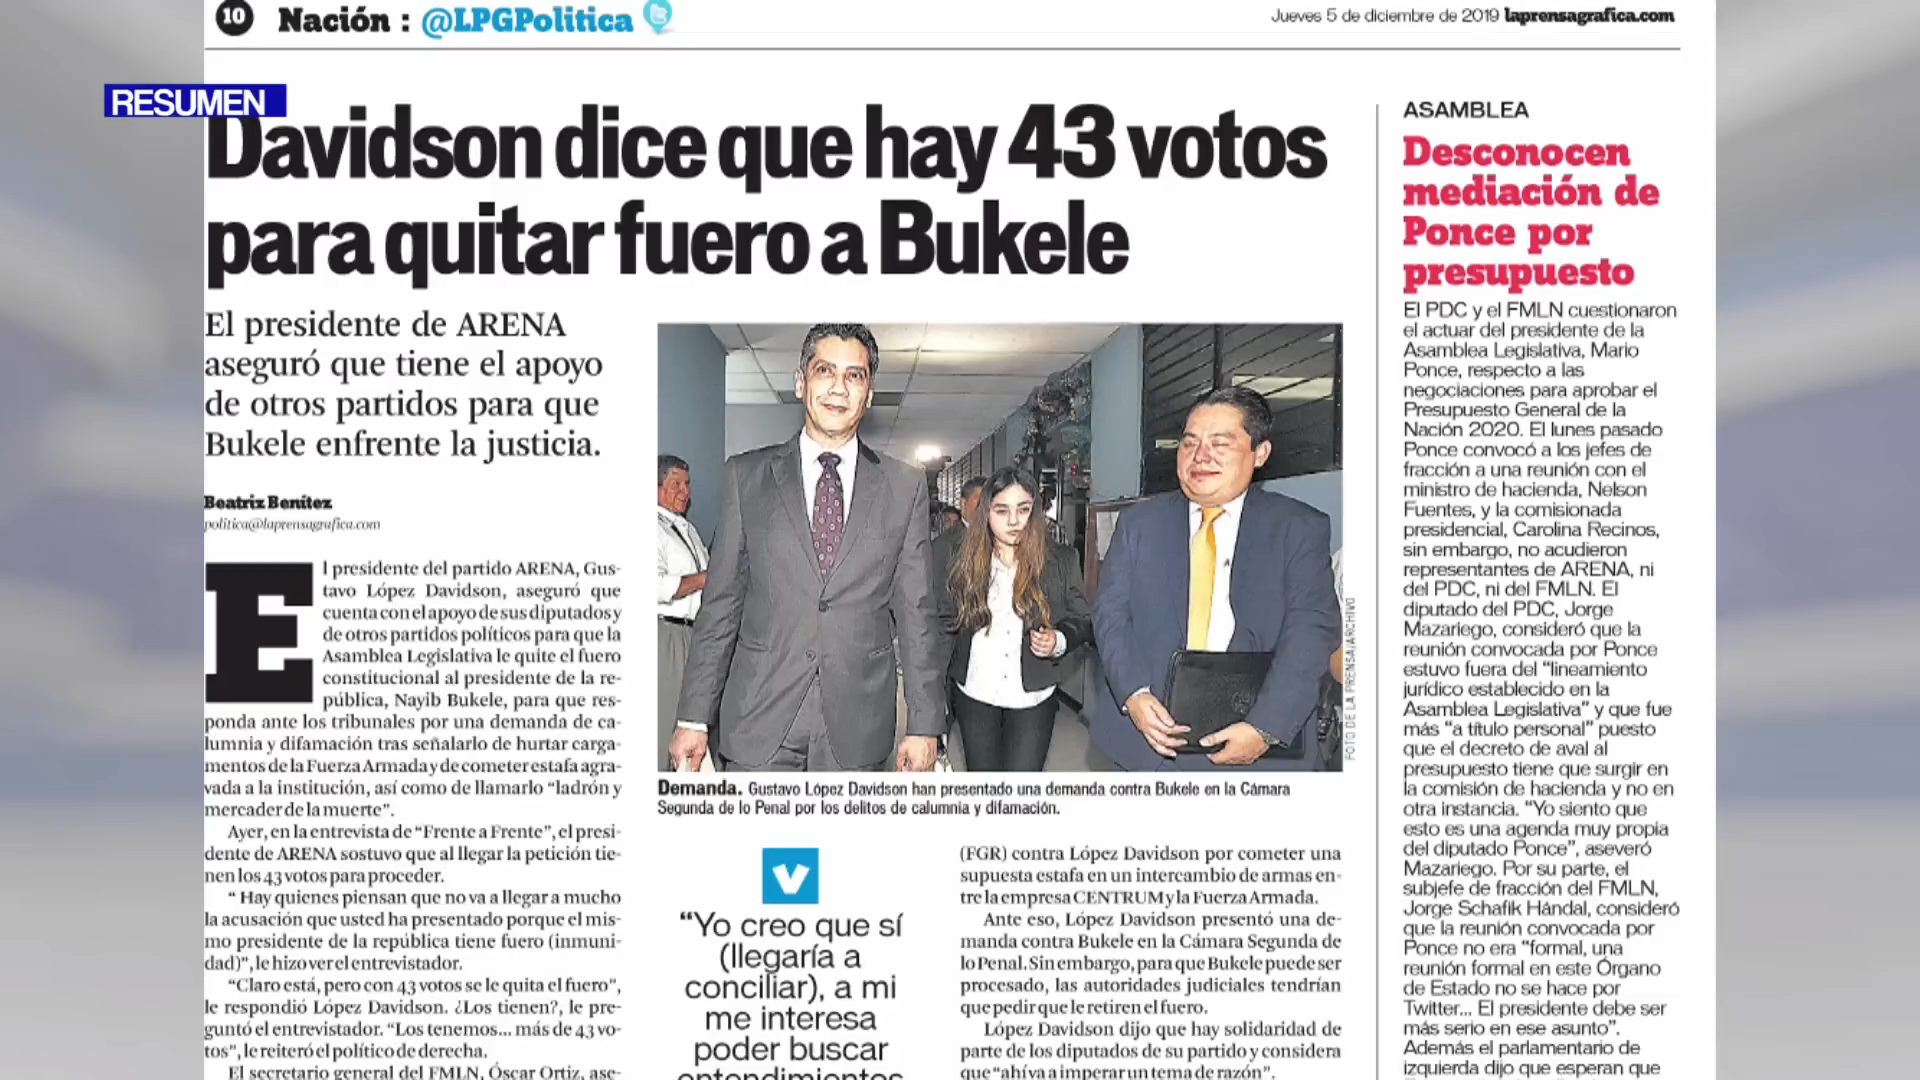 10 Nación : @LPGPolitica
Jueves 5 de diciembre de 2019 laprensagrafica.com
RESUMEN
Davidson dice que hay 43 votos
para quitar fuero a Bukele
El presidente de ARENA
aseguró que tiene el apoyo
de otros partidos para que
Bukele enfrente la justicia.
Beatriz Benítez
politica@laprensagrafica.com
El presidente del partido ARENA, Gus-
tavo López Davidson, aseguró que
cuenta con el apoyo de sus diputados y
de otros partidos políticos para que la
Asamblea Legislativa le quite el fuero
constitucional al presidente de la re-
pública, Nayib Bukele, para que res-
ponda ante los tribunales por una demanda de ca-
lumnia y difamación tras señalarlo de hurtar carga-
mentos de la Fuerza Armada y de cometer estafa agra-
vada a la institución, así como de llamarlo “ladrón y
mercader de la muerte”.
Ayer, en la entrevista de “Frente a Frente”, el presi-
dente de ARENA sostuvo que al llegar la petición tie-
nen los 43 votos para proceder.
“ Hay quienes piensan que no va a llegar a mucho
la acusación que usted ha presentado porque el mis-
mo presidente de la república tiene fuero (inmuni-
dad)”, le hizo ver el entrevistador.
“Claro está, pero con 43 votos se le quita el fuero”,
le respondió López Davidson. ¿Los tienen?, le pre-
guntó el entrevistador. “Los tenemos... más de 43 vo-
tos”, le reiteró el político de derecha.
El secretario general del FMLN, Óscar Ortiz, ase-
FOTO DE LA PRENSA/ARCHIVO
Demanda. Gustavo López Davidson han presentado una demanda contra Bukele en la Cámara
Segunda de lo Penal por los delitos de calumnia y difamación.
“Yo creo que sí
(llegaría a
conciliar), a mi
me interesa
poder buscar
entendimientos
(FGR) contra López Davidson por cometer una
supuesta estafa en un intercambio de armas en-
tre la empresa CENTRUM y la Fuerza Armada.
Ante eso, López Davidson presentó una de-
manda contra Bukele en la Cámara Segunda de
lo Penal. Sin embargo, para que Bukele puede ser
procesado, las autoridades judiciales tendrían
que pedir que le retiren el fuero.
López Davidson dijo que hay solidaridad de
parte de los diputados de su partido y considera
que “ahí va a imperar un tema de razón”.
ASAMBLEA
Desconocen
mediación de
Ponce por
presupuesto
El PDC y el FMLN cuestionaron
el actuar del presidente de la
Asamblea Legislativa, Mario
Ponce, respecto a las
negociaciones para aprobar el
Presupuesto General de la
Nación 2020. El lunes pasado
Ponce convocó a los jefes de
fracción a una reunión con el
ministro de hacienda, Nelson
Fuentes, y la comisionada
presidencial, Carolina Recinos,
sin embargo, no acudieron
representantes de ARENA, ni
del PDC, ni del FMLN. El
diputado del PDC, Jorge
Mazariego, consideró que la
reunión convocada por Ponce
estuvo fuera del “lineamiento
jurídico establecido en la
Asamblea Legislativa” y que fue
más “a título personal” puesto
que el decreto de aval al
presupuesto tiene que surgir en
la comisión de hacienda y no en
otra instancia. “Yo siento que
esto es una agenda muy propia
del diputado Ponce”, aseveró
Mazariego. Por su parte, el
subjefe de fracción del FMLN,
Jorge Schafik Hándal, consideró
que la reunión convocada por
Ponce no era “formal, una
reunión formal en este Órgano
de Estado no se hace por
Twitter... El presidente debe ser
más serio en ese asunto”.
Además el parlamentario de
izquierda dijo que esperan que